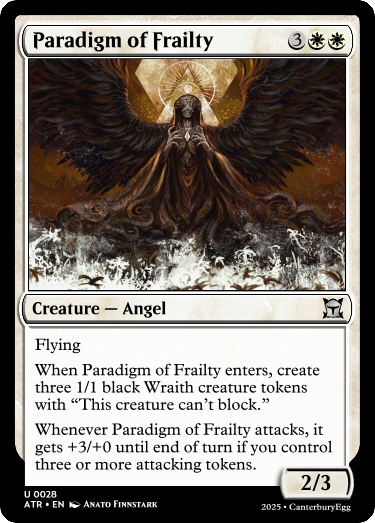 Paradigm of Frailty 3
Creature — Angel
Flying
When Paradigm of Frailty enters, create
three 1/1 black Wraith creature tokens
with “This creature can’t block.”
Whenever Paradigm of Frailty attacks, it
gets +3/+0 until end of turn if you control
three or more attacking tokens.
2/3
U 0028
ATR • EN Anato Finnstark
2025 • CanterburyEgg